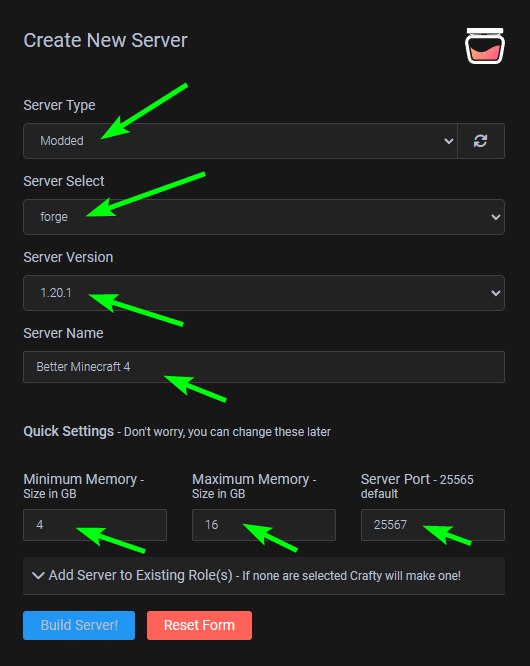 Create New Server
Server Type
Modded
Server Select
forge
Server Version
1.20.1
Server Name
Better Minecraft 4
Quick Settings - Don't worry, you can change these later
Minimum Memory -
Size in GB
4
Maximum Memory -
Size in GB
16
Server Port - 25565
default
25567
Add Server to Existing Role(s) - If none are selected Crafty will make one!
Build Server!
Reset Form